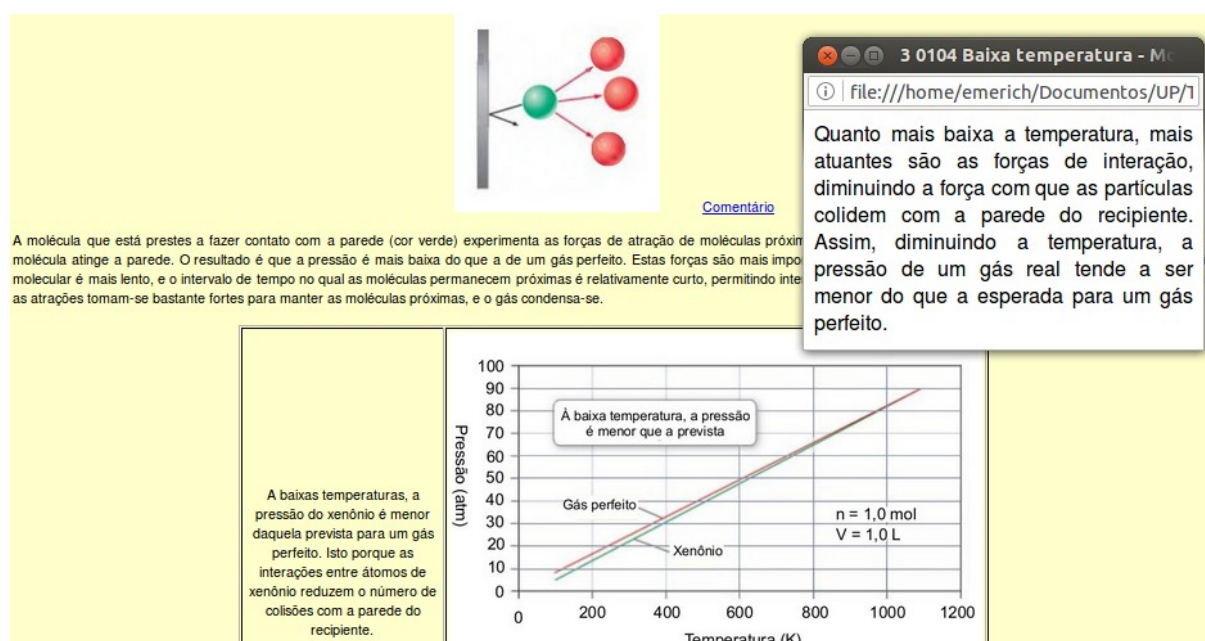 3 0104 Baixa temperatura - Mo
file:///home/emerich/Documentos/UP/T
Quanto mais baixa a temperatura, mais
atuantes são as forças de interação,
diminuindo a força com que as partículas
colidem com a parede do recipiente.
Assim, diminuindo a temperatura, a
pressão de um gás real tende a ser
menor do que a esperada para um gás
perfeito.
Comentário
A molécula que está prestes a fazer contato com a parede (cor verde) experimenta as forças de atração de moléculas
molécula atinge a parede. O resultado é que a pressão é mais baixa do que a de um gás perfeito. Estas forças são mais
molecular é mais lento, e o intervalo de tempo no qual as moléculas permanecem próximas é relativamente curto, permitindo
as atrações tomam-se bastante fortes para manter as moléculas próximas, e o gás condensa-se.
A baixas temperaturas, a
pressão do xenônio é menor
daquela prevista para um gás
perfeito. Isto porque as
interações entre átomos de
xenônio reduzem o número de
colisões com a parede do
recipiente.
Pressão (atm)
100
90
80
70
60
50
40
30
20
10
0
À baixa temperatura, a pressão
é menor que a prevista
Gás perfeito
Xenônio
n = 1,0 mol
V = 1,0 L
0 200 400 600 800 1000 1200
Temperatura (K)